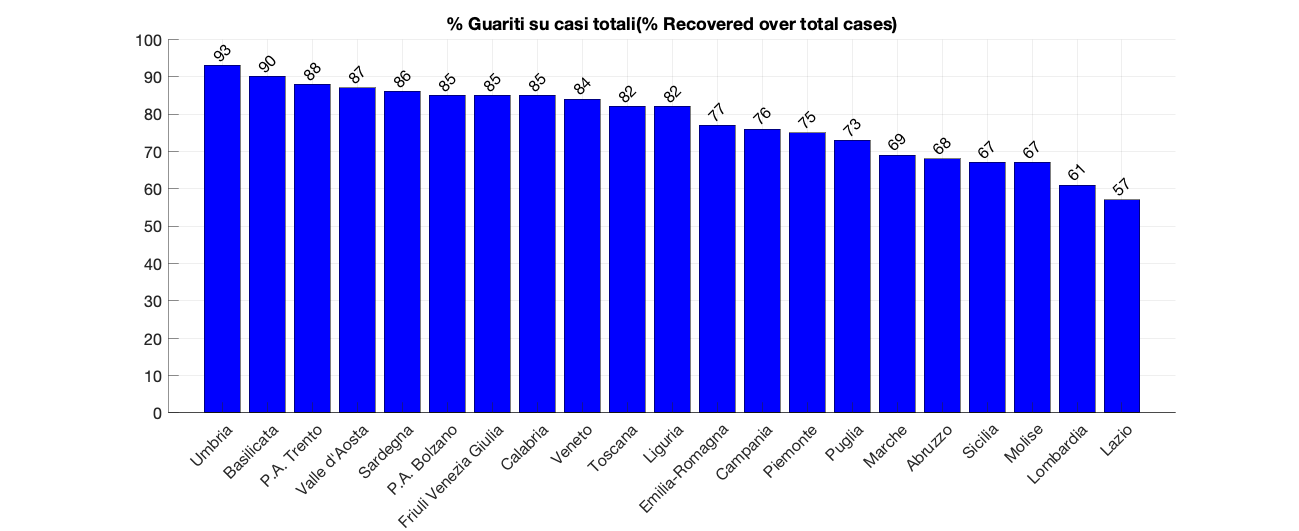 % Guariti su casi totali(% Recovered over total cases)
100
90
80
70
60
50
40
30
20
10
0
93
90
88
87
86
85
85
85
84
82
82
77
76
75
73
69
68
67
67
61
57
Umbria
Basilicata
P.A. Trento
Valle d'Aosta
Sardegna
P.A. Bolzano
Friuli Venezia Giulia
Calabria
Veneto
Toscana
Liguria
Emilia-Romagna
Campania
Piemonte
Puglia
Marche
Abruzzo
Sicilia
Molise
Lombardia
Lazio